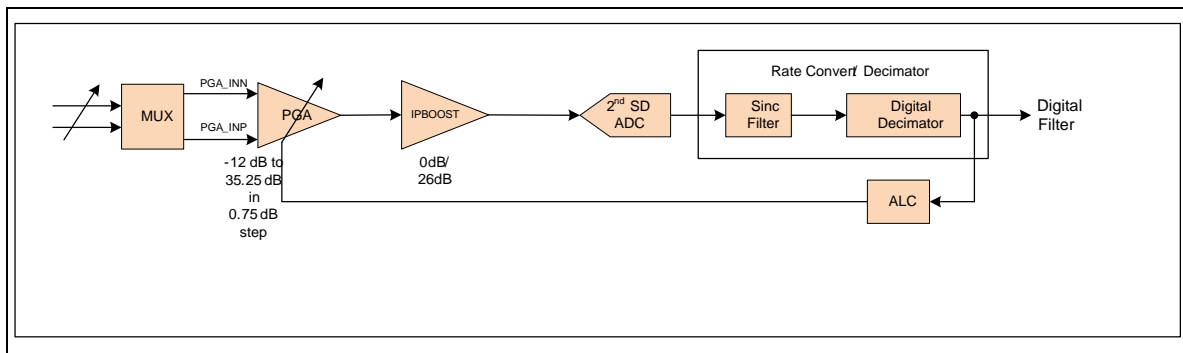 Rate Convert/ Decimator
MUX
PGA_INN
PGA_INP
PGA
-12 dB to
35.25 dB
in
0.75 dB
step
IPBOOST
0dB/
26dB
2nd SD
ADC
Sinc
Filter
Digital
Decimator
Digital
Filter
ALC